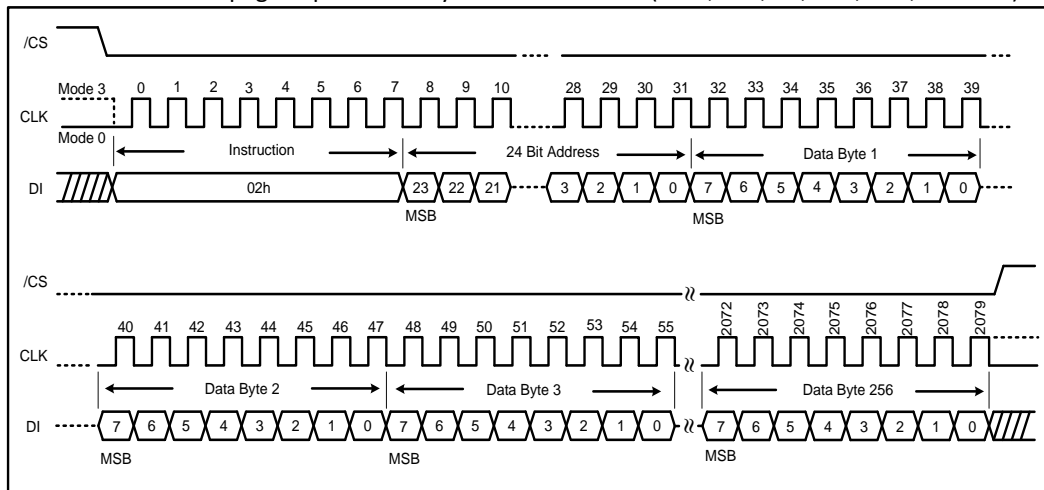 /CS
Mode 3 0 1 2 3 4 5 6 7 8 9 10 28 29 30 31 32 33 34 35 36 37 38 39
CLK
Mode 0
Instruction 24 Bit Address Data Byte 1
DI 02h 23 22 21 3 2 1 0 7 6 5 4 3 2 1 0
MSB MSB
/CS
40 41 42 43 44 45 46 47 48 49 50 51 52 53 54 55 2072 2073 2074 2075 2076 2077 2078 2079
CLK
Data Byte 2 Data Byte 3 Data Byte 256
DI 7 6 5 4 3 2 1 0 7 6 5 4 3 2 1 0 7 6 5 4 3 2 1 0
MSB MSB MSB